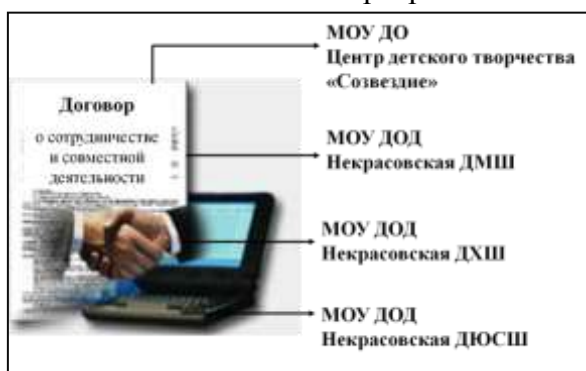 МОУ ДО
Центр детского творчества
«Созвездие»
Договор
о сотрудничестве
и совместной
деятельности
МОУ ДОД
Некрасовская ДМШ
МОУ ДОД
Некрасовская ДХШ
МОУ ДОД
Некрасовская ДЮСШ